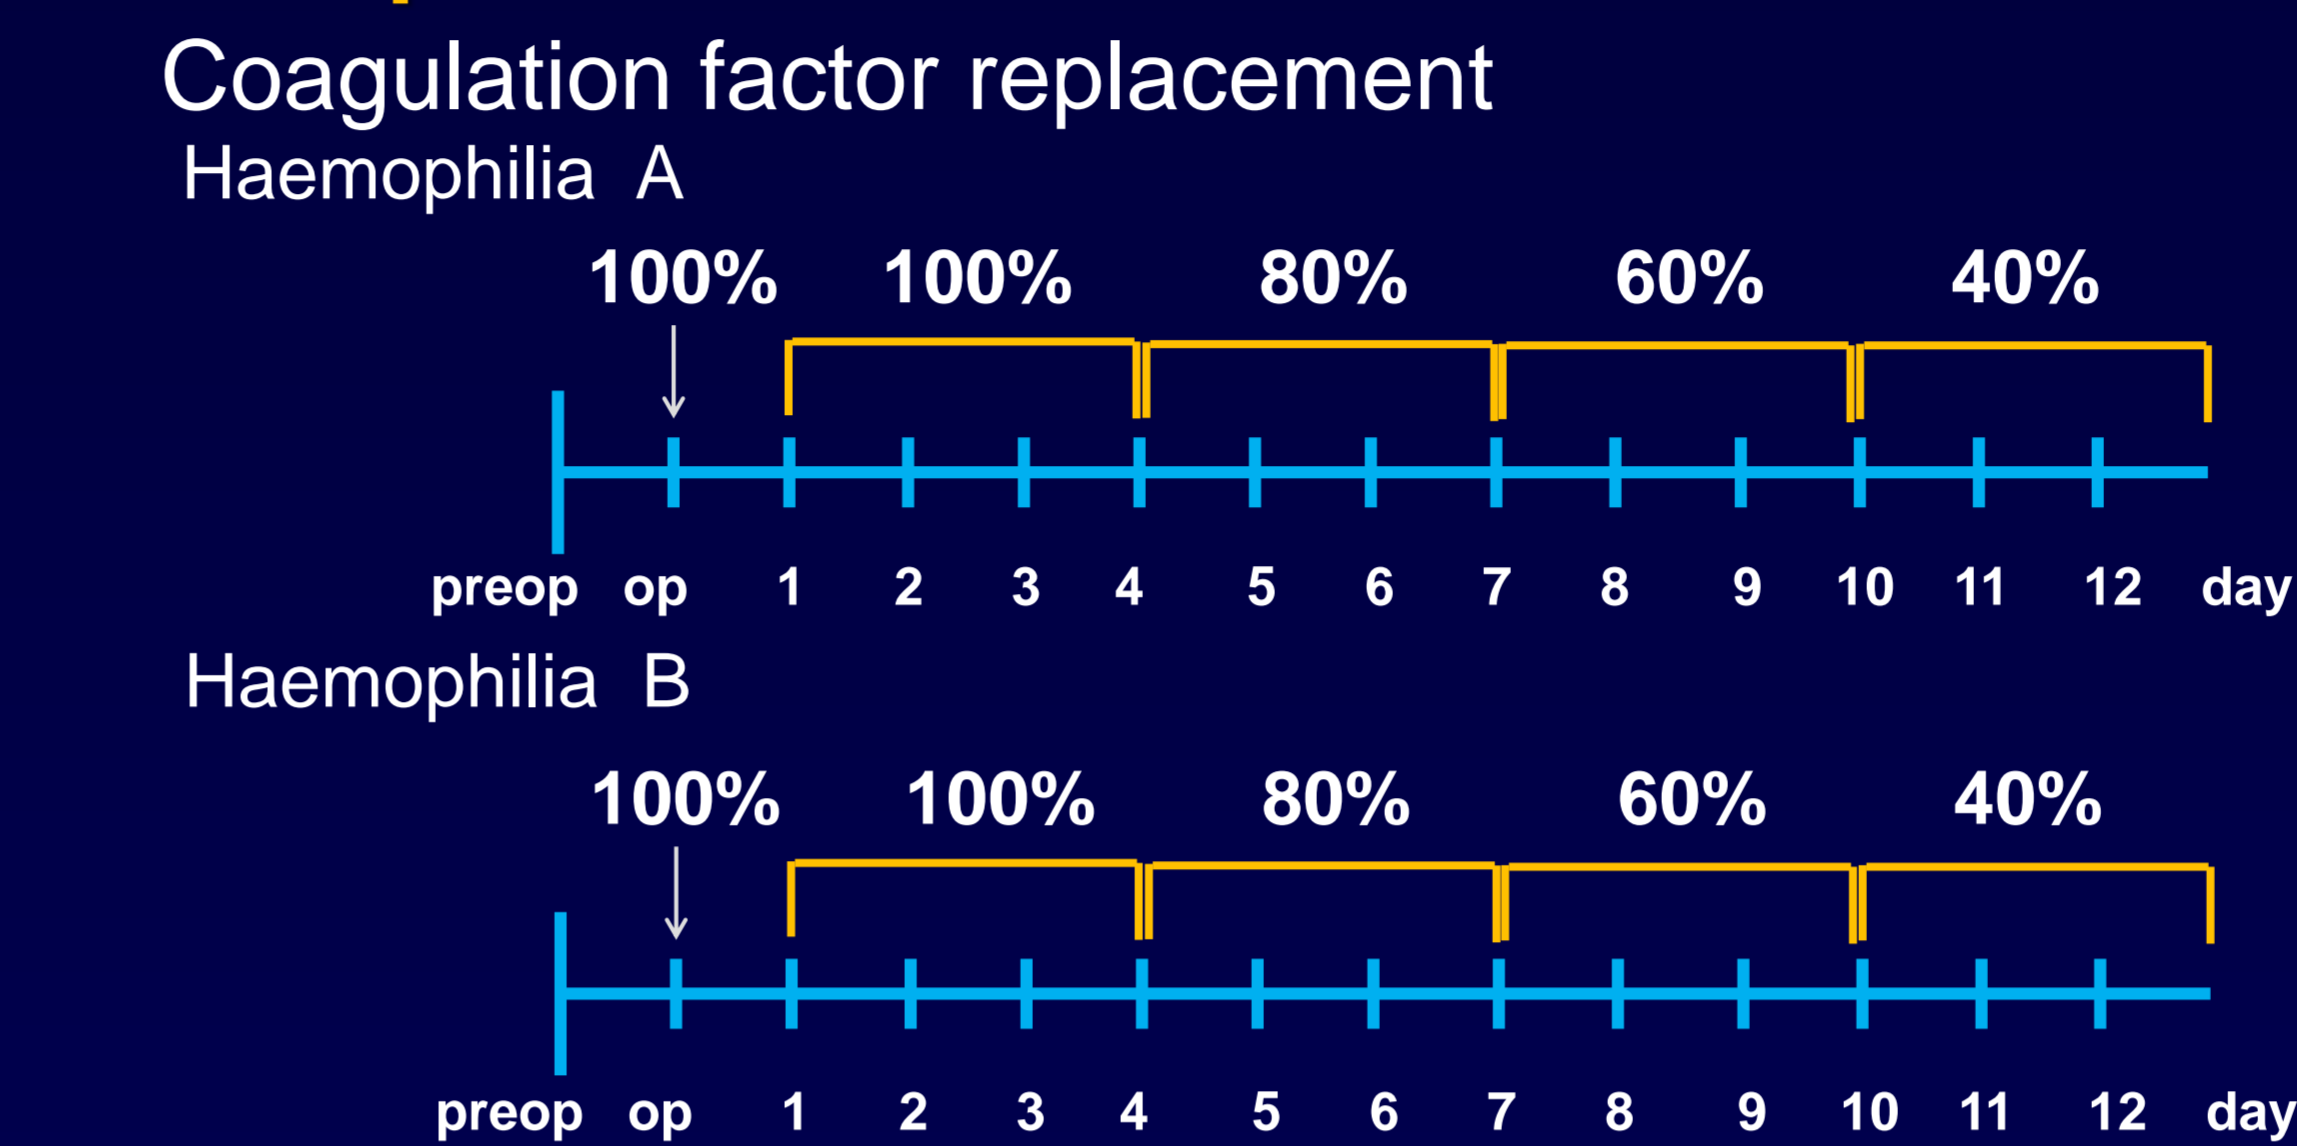 Coagulation factor replacement
Haemophilia A
100% 100% 80% 60% 40%
preop op 1 2 3 4 5 6 7 8 9 10 11 12 day
Haemophilia B
100% 100% 80% 60% 40%
preop op 1 2 3 4 5 6 7 8 9 10 11 12 day